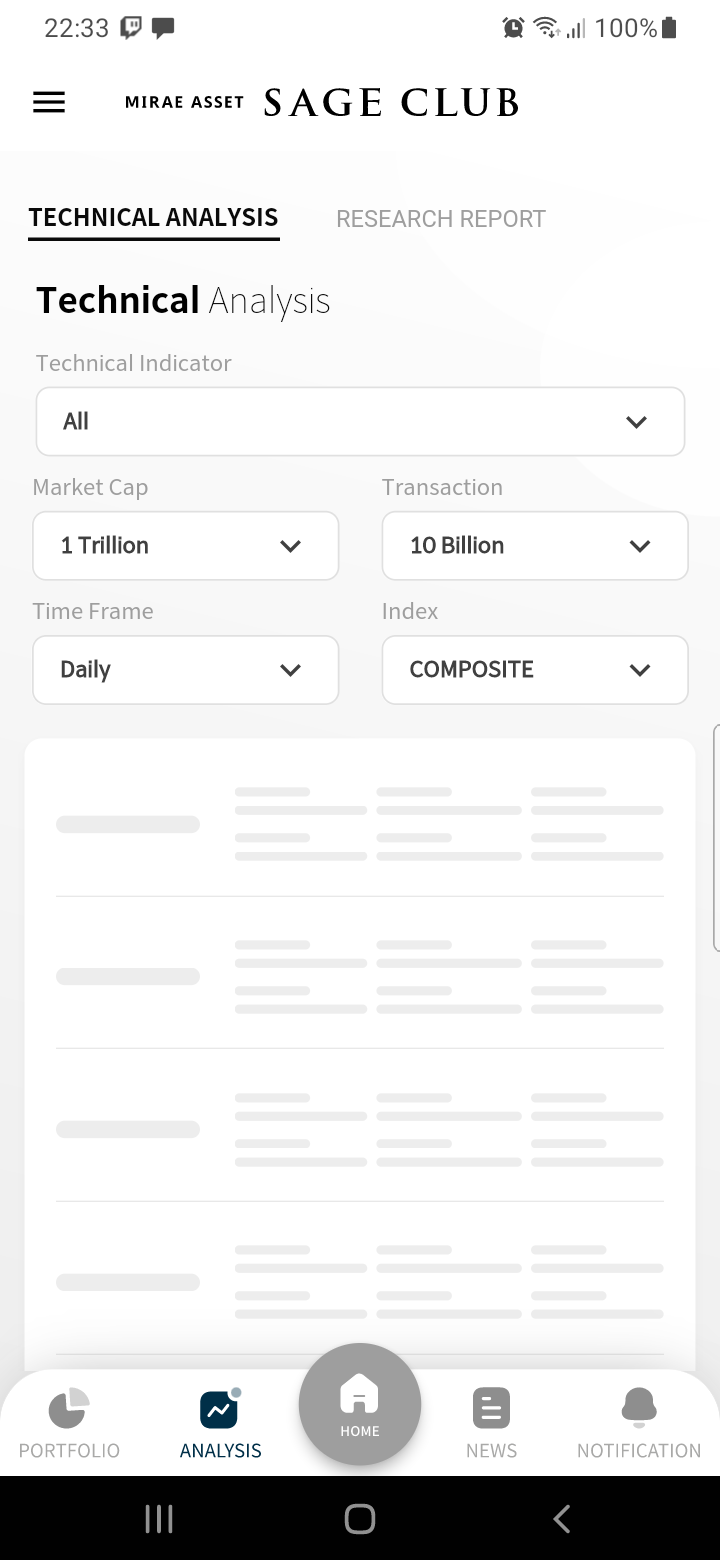 22:33 100%
MIRAE ASSET SAGE CLUB
TECHNICAL ANALYSIS RESEARCH REPORT
Technical Analysis
Technical Indicator
All
Market Cap Transaction
1 Trillion 10 Billion
Time Frame Index
Daily COMPOSITE
HOME
PORTFOLIO ANALYSIS NEWS NOTIFICATION